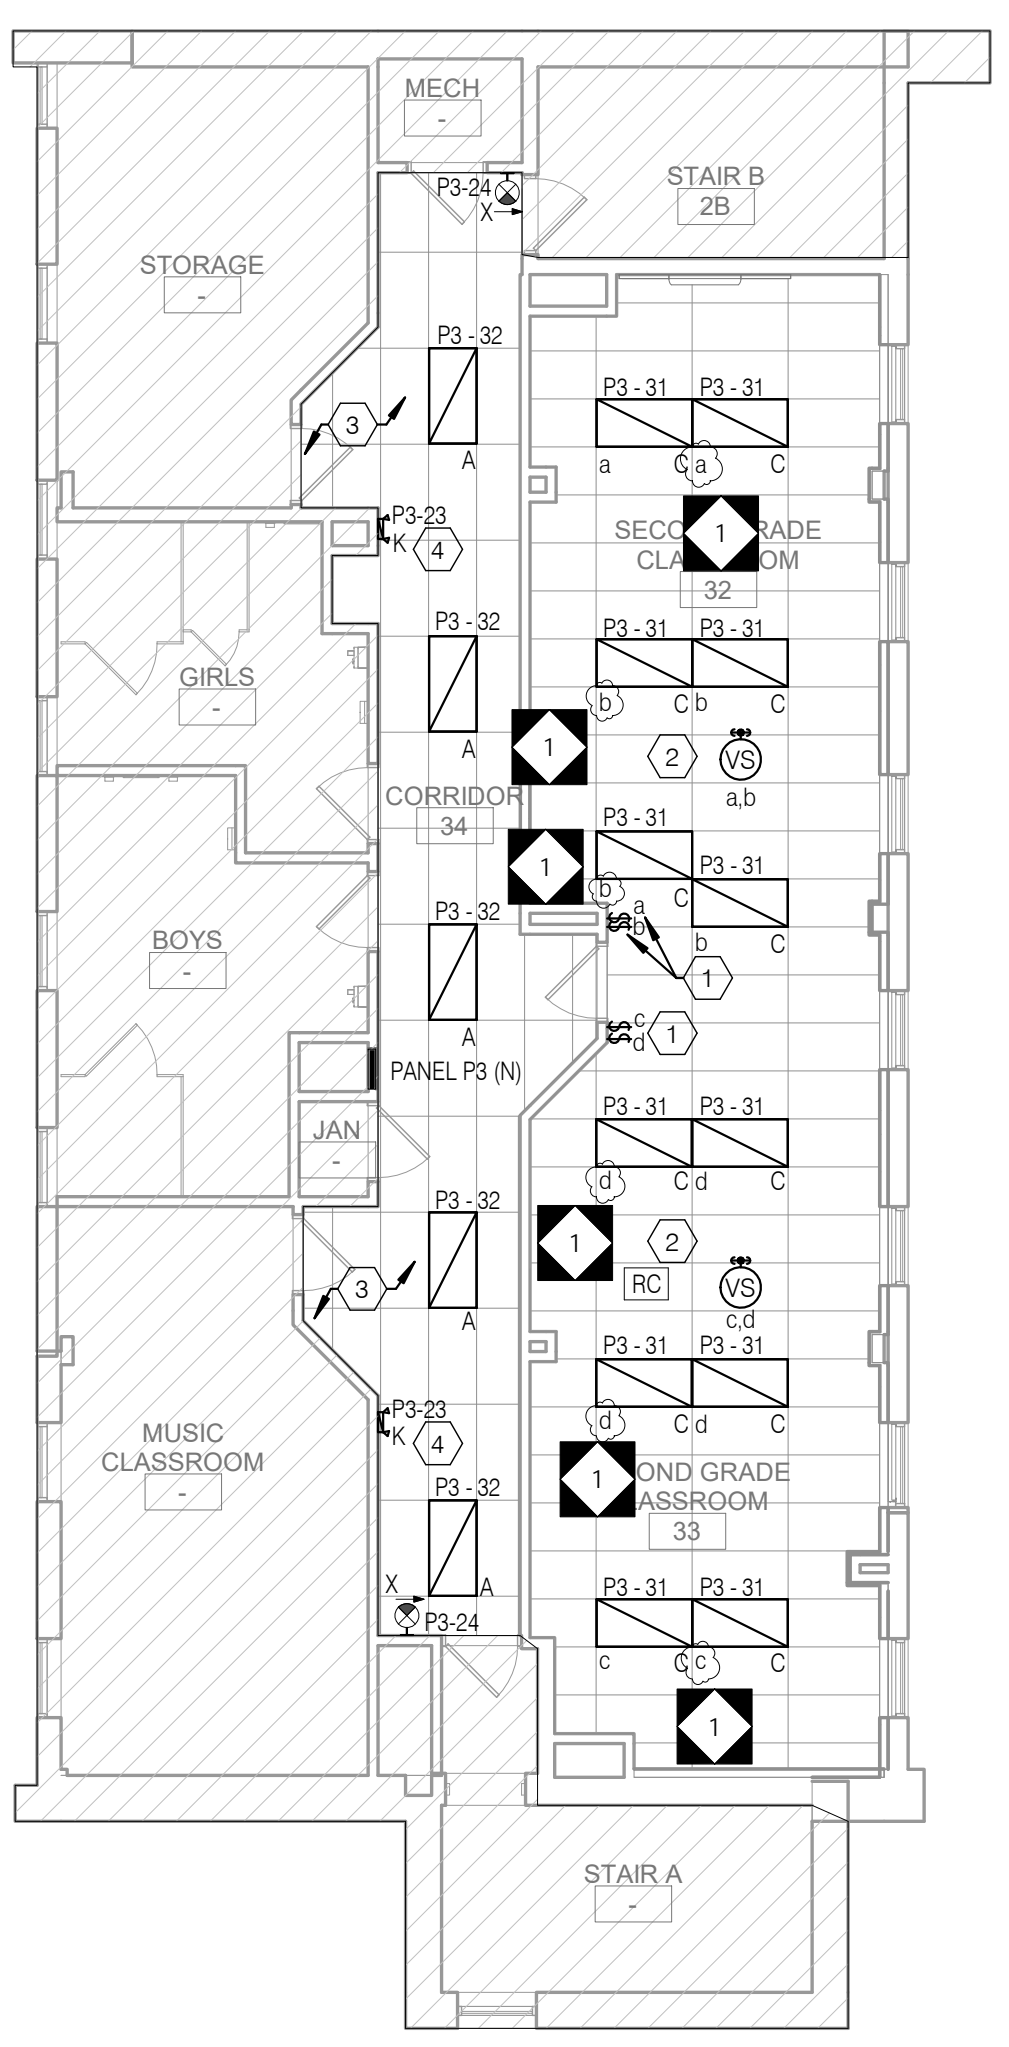 MECH
-
P3-24
X
STAIR B
2B
STORAGE
-
P3 - 32
A
3
P3 - 31 P3 - 31
a C a C
1
P3-23
K
4
SECO RADE
CLA OM
32
P3 - 32
A
P3 - 31 P3 - 31
b C b C
GIRLS
-
1
2
VS
a,b
CORRIDOR
34
1
P3 - 31
b C
P3 - 31
b C
a
b
1
P3 - 32
A
BOYS
-
c
d
1
PANEL P3 (N)
JAN
-
P3 - 31 P3 - 31
d C d C
P3 - 32
A
3
1
2
RC
VS
c,d
P3 - 31 P3 - 31
d C d C
P3-23
K
4
MUSIC
CLASSROOM
-
1
OND GRADE
ASSROOM
33
P3 - 32
A
X
P3-24
P3 - 31 P3 - 31
c C c C
1
STAIR A
-